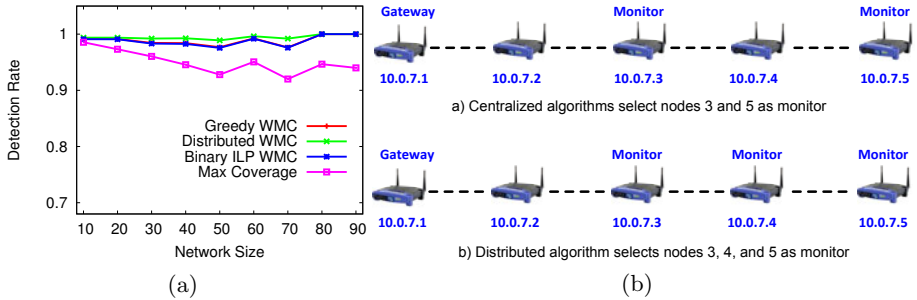 1
0.9
0.8
0.7
Detection Rate
Greedy WMC
Distributed WMC
Binary ILP WMC
Max Coverage
10 20 30 40 50 60 70 80 90
Network Size
(a)
Gateway Monitor Monitor
10.0.7.1 10.0.7.2 10.0.7.3 10.0.7.4 10.0.7.5
a) Centralized algorithms select nodes 3 and 5 as monitor
Gateway Monitor Monitor Monitor
10.0.7.1 10.0.7.2 10.0.7.3 10.0.7.4 10.0.7.5
b) Distributed algorithm selects nodes 3, 4, and 5 as monitor
(b)